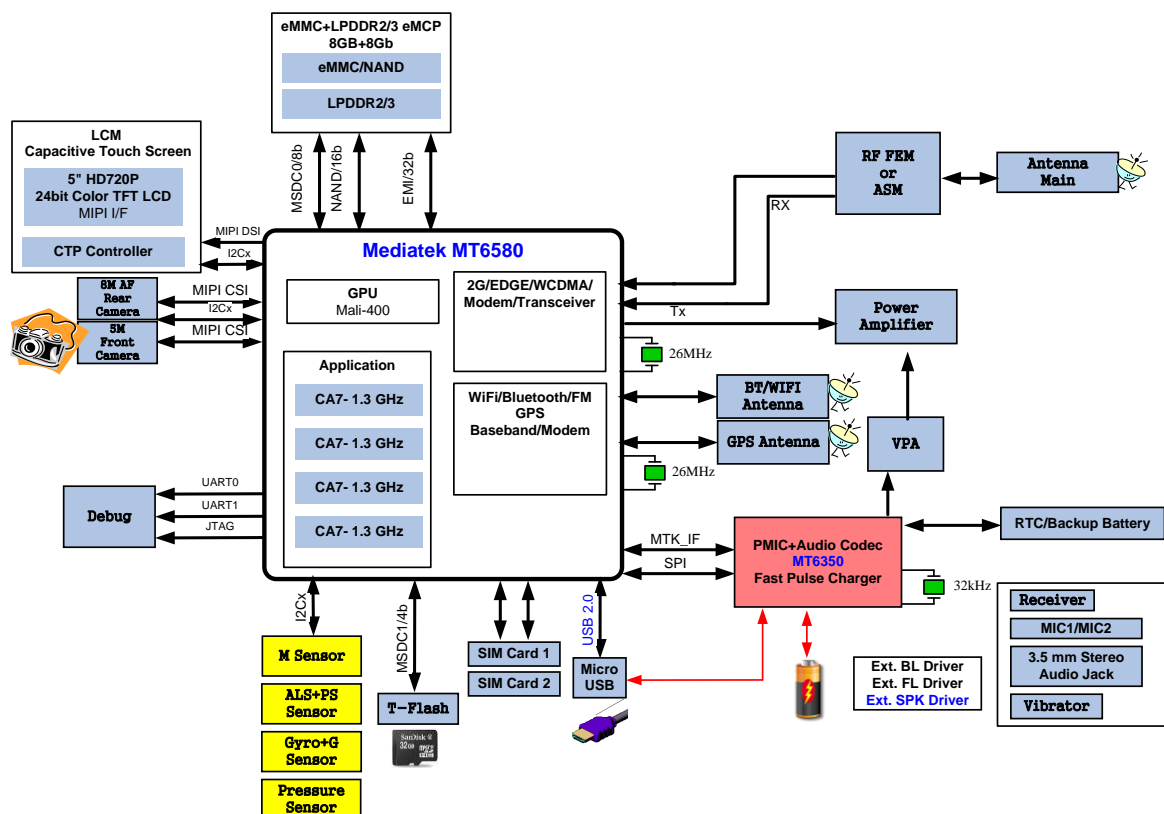 eMMC+LPDDR2/3 eMCP
8GB+8Gb
eMMC/NAND
LPDDR2/3
LCM
Capacitive Touch Screen
5" HD720P
24bit Color TFT LCD
MIPI I/F
CTP Controller
MSDC0/8b
NAND/16b
EMI/32b
MIPI DSI
I2Cx
8M AF
Rear
Camera
5M
Front
Camera
MIPI CSI
I2Cx
MIPI CSI
Mediatek MT6580
GPU
Mali-400
Application
CA7- 1.3 GHz
CA7- 1.3 GHz
CA7- 1.3 GHz
CA7- 1.3 GHz
2G/EDGE/WCDMA/
Modem/Transceiver
WiFi/Bluetooth/FM
GPS
Baseband/Modem
RF FEM
or
ASM
Antenna
Main
RX
Tx
Power
Amplifier
26MHz
BT/WIFI
Antenna
GPS Antenna
VPA
26MHz
Debug
UART0
UART1
JTAG
MTK_IF
SPI
PMIC+Audio Codec
MT6350
Fast Pulse Charger
RTC/Backup Battery
32kHz
I2Cx
MSDC1/4b
USB 2.0
M Sensor
ALS+PS
Sensor
Gyro+G
Sensor
Pressure
Sensor
T-Flash
SanDisk
32GB
SIM Card 1
SIM Card 2
Micro
USB
Ext. BL Driver
Ext. FL Driver
Ext. SPK Driver
Receiver
MIC1/MIC2
3.5 mm Stereo
Audio Jack
Vibrator